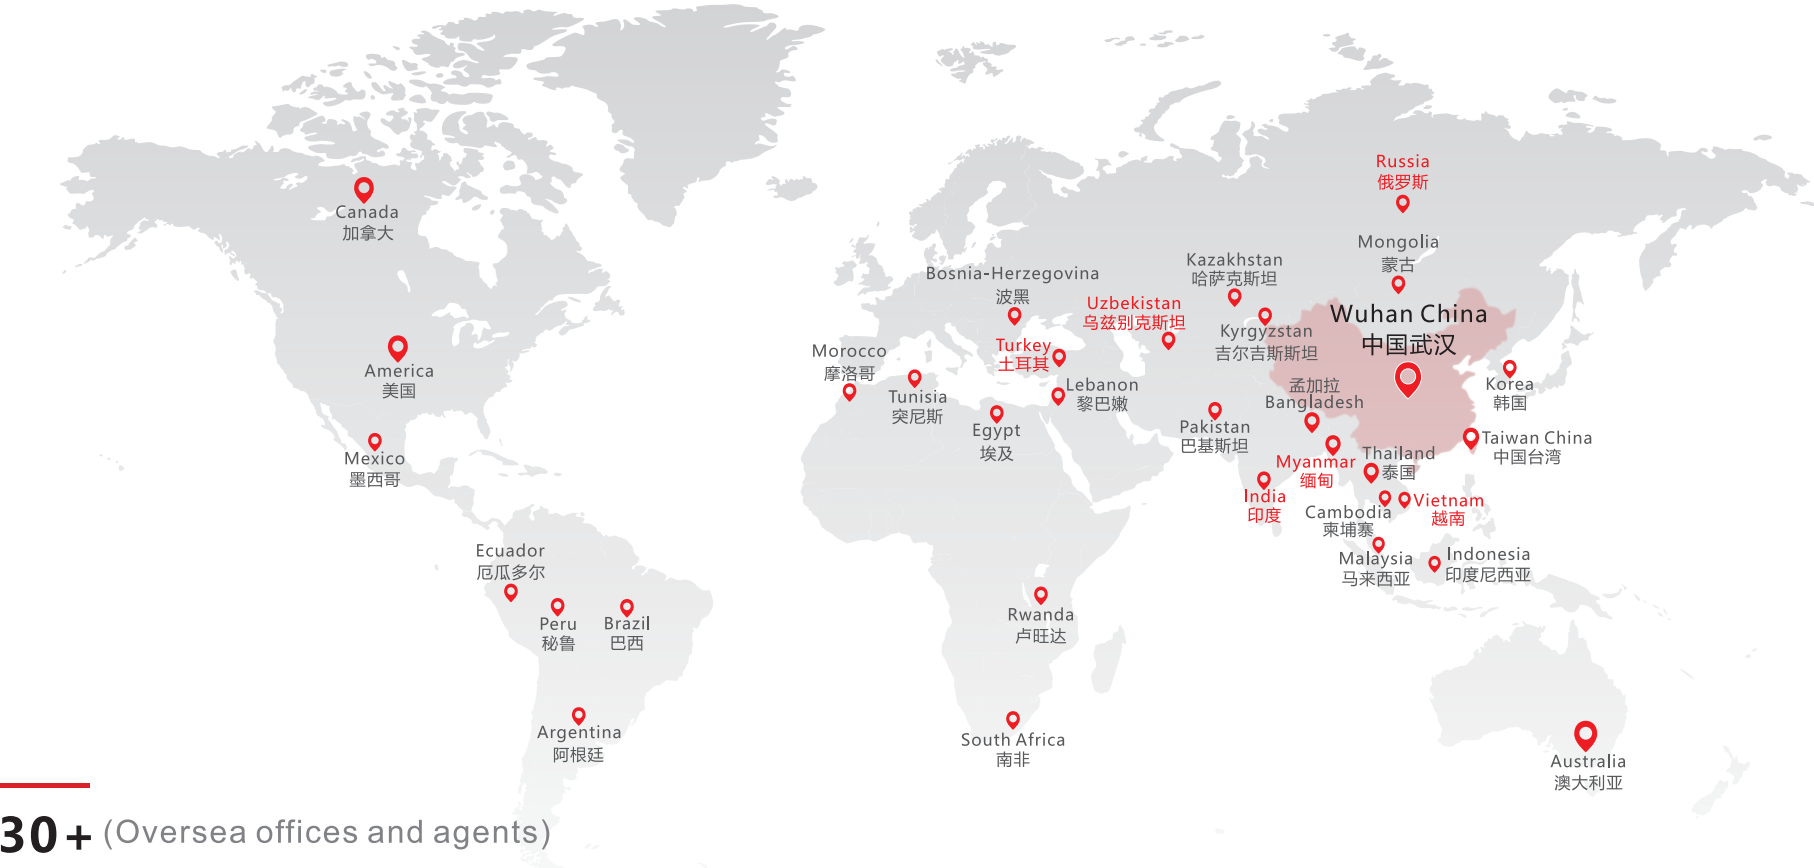 Russia
俄罗斯
Canada
加拿大
Mongolia
蒙古
Kazakhstan
哈萨克斯坦
Bosnia-Herzegovina
波黑
Uzbekistan
乌兹别克斯坦
Wuhan China
中国武汉
Kyrgyzstan
吉尔吉斯斯坦
Turkey
土耳其
Morocco
摩洛哥
America
美国
Tunisia
突尼斯
Lebanon
黎巴嫩
孟加拉
Bangladesh
Korea
韩国
Egypt
埃及
Pakistan
巴基斯坦
Taiwan China
中国台湾
Mexico
墨西哥
Myanmar
缅甸
Thailand
泰国
India
印度
Vietnam
越南
Cambodia
柬埔寨
Ecuador
厄瓜多尔
Malaysia
马来西亚
Indonesia
印度尼西亚
Peru
秘鲁
Brazil
巴西
Rwanda
卢旺达
Argentina
阿根廷
South Africa
南非
Australia
澳大利亚
30+ (Oversea offices and agents)